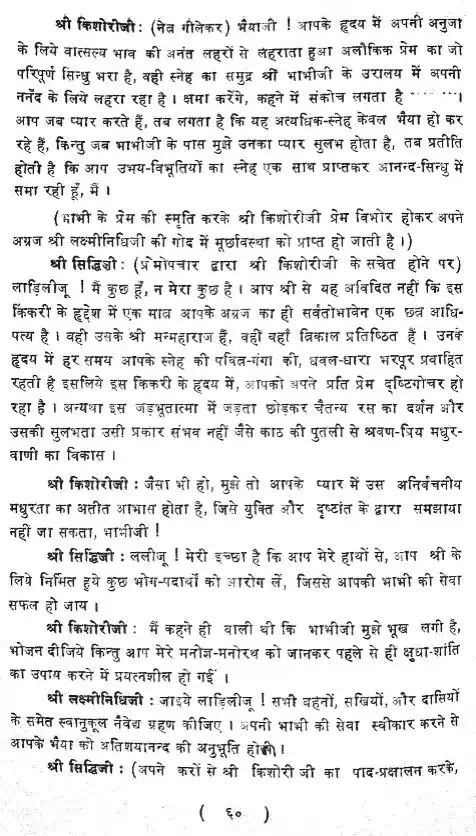 श्री किशोरीजी : (नेत्र गीलेकर) भैयाजी ! आपके हृदय में अपनी अनुजा
के लिये वात्सल्य भाव की अनंत लहरों से लहराता हुआ अलौकिक प्रेम का जो
परिपूर्ण सिन्धु भरा है, वही स्नेह का समुद्र श्री भाभीजी के उरालय में अपनी
ननँद के लिये लहरा रहा है । क्षमा करेंगे, कहने में संकोच लगता है ········ ।
आप जब प्यार करते हैं, तब लगता है कि यह अत्यधिक-स्नेह केवल भैया ही कर
रहे हैं, किन्तु जब भाभीजी के पास मुझे उनका प्यार सुलभ होता है, तब प्रतीति
होती है कि आप उभय-विभूतियों का स्नेह एक साथ प्राप्तकर आनन्द-सिन्धु में
समा रही हूँ, मैं ।
(भाभी के प्रेम की स्मृति करके श्री किशोरीजी प्रेम विभोर होकर अपने
अग्रज श्री लक्ष्मीनिधिजी की गोद में मूर्छावस्था को प्राप्त हो जाती है ।)
श्री सिद्धिजी : (प्रेमोपचार द्वारा श्री किशोरीजी के सचेत होने पर)
लाड़िलीजू ! मैं कुछ हूँ, न मेरा कुछ है । आप श्री से यह अविदित नहीं कि इस
किंकरी के हृद्देश में एक मात्र आपके अग्रज का ही सर्वतोभावेन एक छत्र आधि-
पत्य है । वही उसके श्री मन्महाराज हैं, वहीं वहाँ त्रिकाल प्रतिष्ठित हैं । उनके
हृदय में हर समय आपके स्नेह की पवित्र-गंगा की, धवल-धारा भरपूर प्रवाहित
रहती है इसलिये इस किंकरी के हृदय में, आपको अपने प्रति प्रेम दृष्टिगोचर हो
रहा है । अन्यथा इस जड़भूतात्मा में जड़ता छोड़कर चैतन्य रस का दर्शन और
उसकी सुलभता उसी प्रकार संभव नहीं जैसे काठ की पुतली से श्रवण-प्रिय मधुर-
वाणी का विकास ।
श्री किशोरीजी : जैसा भी हो, मुझे तो आपके प्यार में उस अनिर्वचनीय
मधुरता का अतीत आभास होता है, जिसे युक्ति और दृष्टांत के द्वारा समझाया
नहीं जा सकता, भाभीजी !
श्री सिद्धिजी : ललीजू ! मेरी इच्छा है कि आप मेरे हाथों से, आप श्री के
लिये निर्मित हुये कुछ भोग-पदार्थों को आरोग लें, जिससे आपकी भाभी की सेवा
सफल हो जाय ।
श्री किशोरीजी : मैं कहने ही वाली थी कि भाभीजी मुझे भूख लगी है,
भोजन दीजिये किन्तु आप मेरे मनोज्ञ-मनोरथ को जानकर पहले से ही क्षुधा-शांति
का उपाय करने में प्रयत्नशील हो गईं ।
श्री लक्ष्मोनिधिजी : जाइये लाड़िलीजू ! सभी बहनों, सखियों, और दासियों
के समेत स्वानुकूल नैवेद्य ग्रहण कीजिए । अपनी भाभी की सेवा स्वीकार करने से
आपके भैया को अतिशयानन्द की अनुभूति होगी ।
श्री सिद्धिजी : (अपने करों से श्री किशोरी जी का पाद-प्रक्षालन करके,
( ६० )